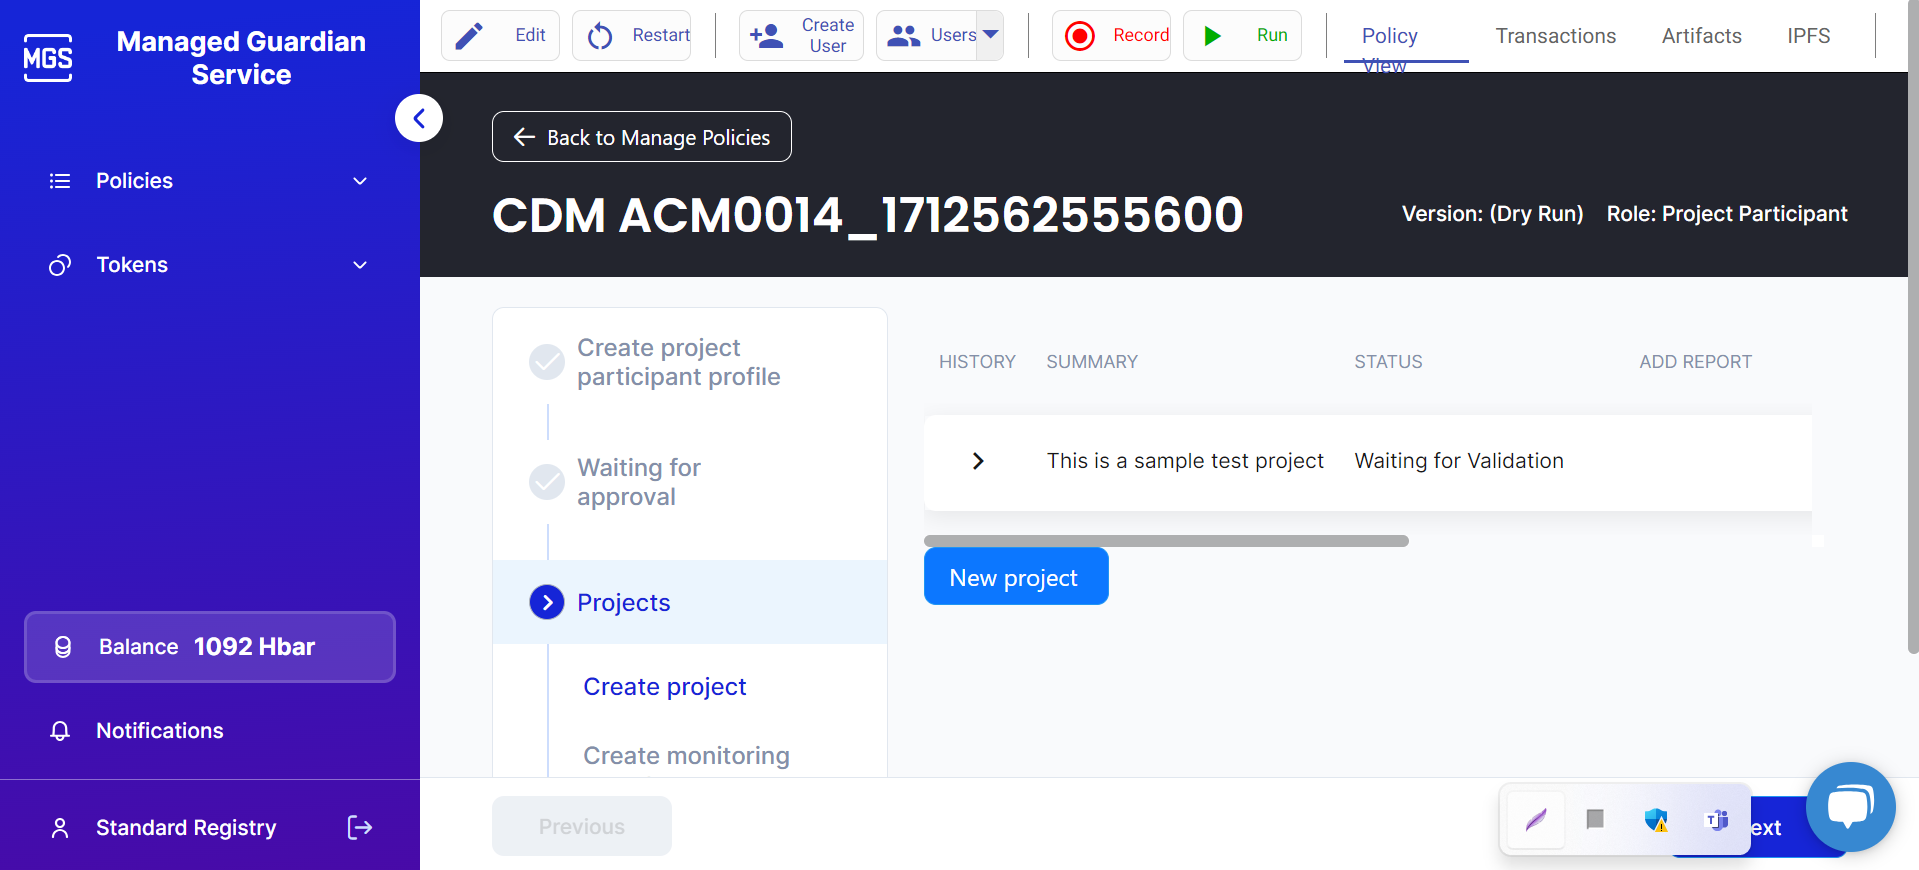 MGS
Managed Guardian
Service
Policies
Tokens
Balance 1092 Hbar
Notifications
Standard Registry
Edit
Restart
Create
User
Users
Record
Run
Policy
View
Transactions
Artifacts
IPFS
Back to Manage Policies
CDM ACM0014_1712562555600
Version: (Dry Run) Role: Project Participant
Create project
participant profile
Waiting for
approval
Projects
Create project
Create monitoring
HISTORY SUMMARY STATUS ADD REPORT
This is a sample test project Waiting for Validation
New project
Previous
ext